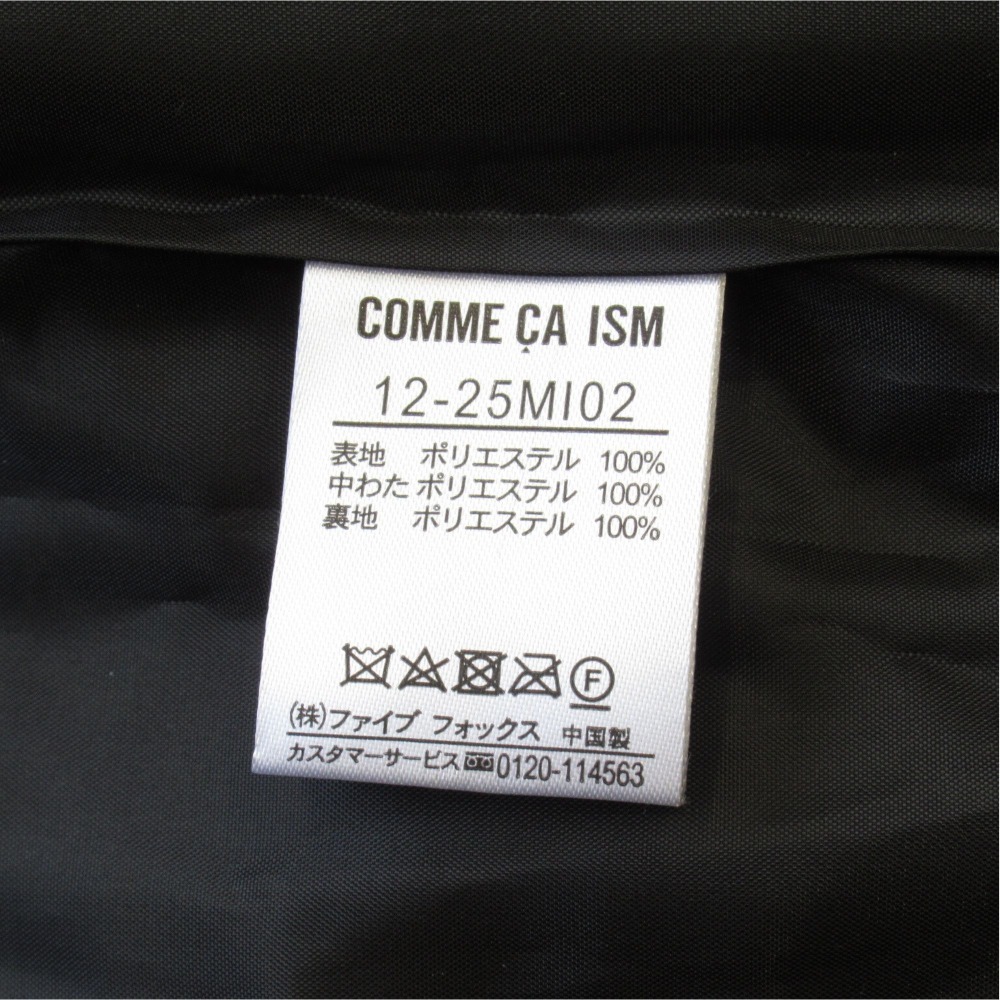 COMME ÇA ISM
12-25MI02
表地 ポリエステル 100%
中わた ポリエステル 100%
裏地 ポリエステル 100%
F
(株)ファイブ フォックス 中国製
カスタマーサービス 0120-114563